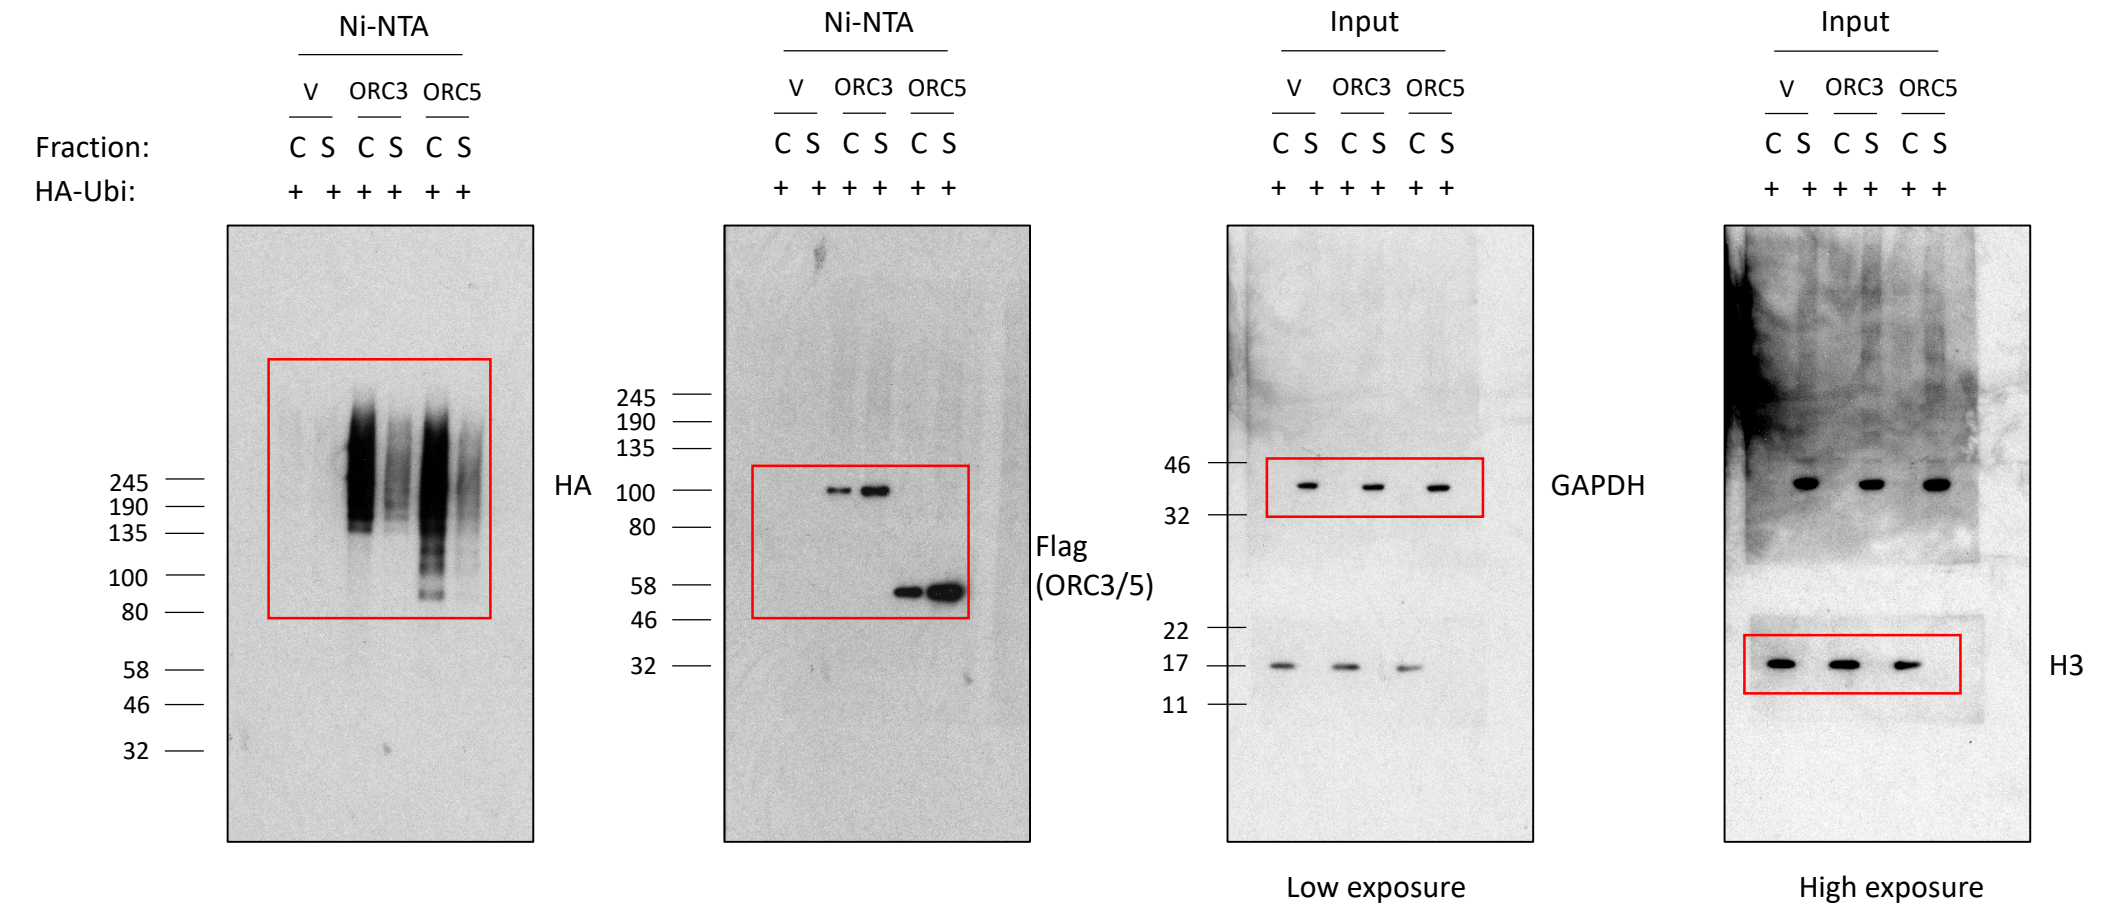 Ni-NTA Ni-NTA Input Input
V ORC3 ORC5 V ORC3 ORC5 V ORC3 ORC5 V ORC3 ORC5
Fraction: C S C S C S C S C S C S C S C S C S C S C S C S
HA-Ubi: + + + + + + + + + + + + + + + + + + + + + + + +
245
190
135
100
80
58
46
32
HA
245
190
135
100
80
58
46
32
Flag
(ORC3/5)
46
32
22
17
11
GAPDH
H3
Low exposure High exposure